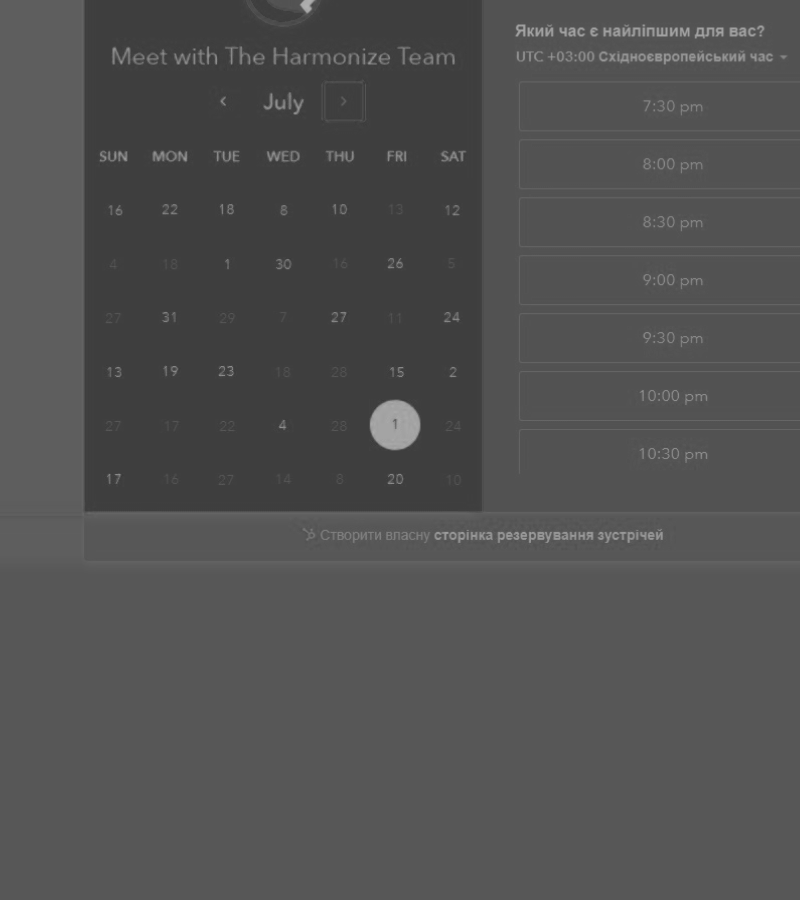 Meet with The Harmonize Team
July
SUN MON TUE WED THU FRI SAT
16 22 18 8 10 13 12
4 18 1 30 16 26 5
27 31 29 7 27 11 24
13 19 23 18 28 15 2
27 17 22 4 28 1 24
17 16 27 14 8 20 10
Який час є найліпшим для вас?
UTC +03:00 Східноєвропейський час
7:30 pm
8:00 pm
8:30 pm
9:00 pm
9:30 pm
10:00 pm
10:30 pm
Створити власну сторінка резервування зустрічей